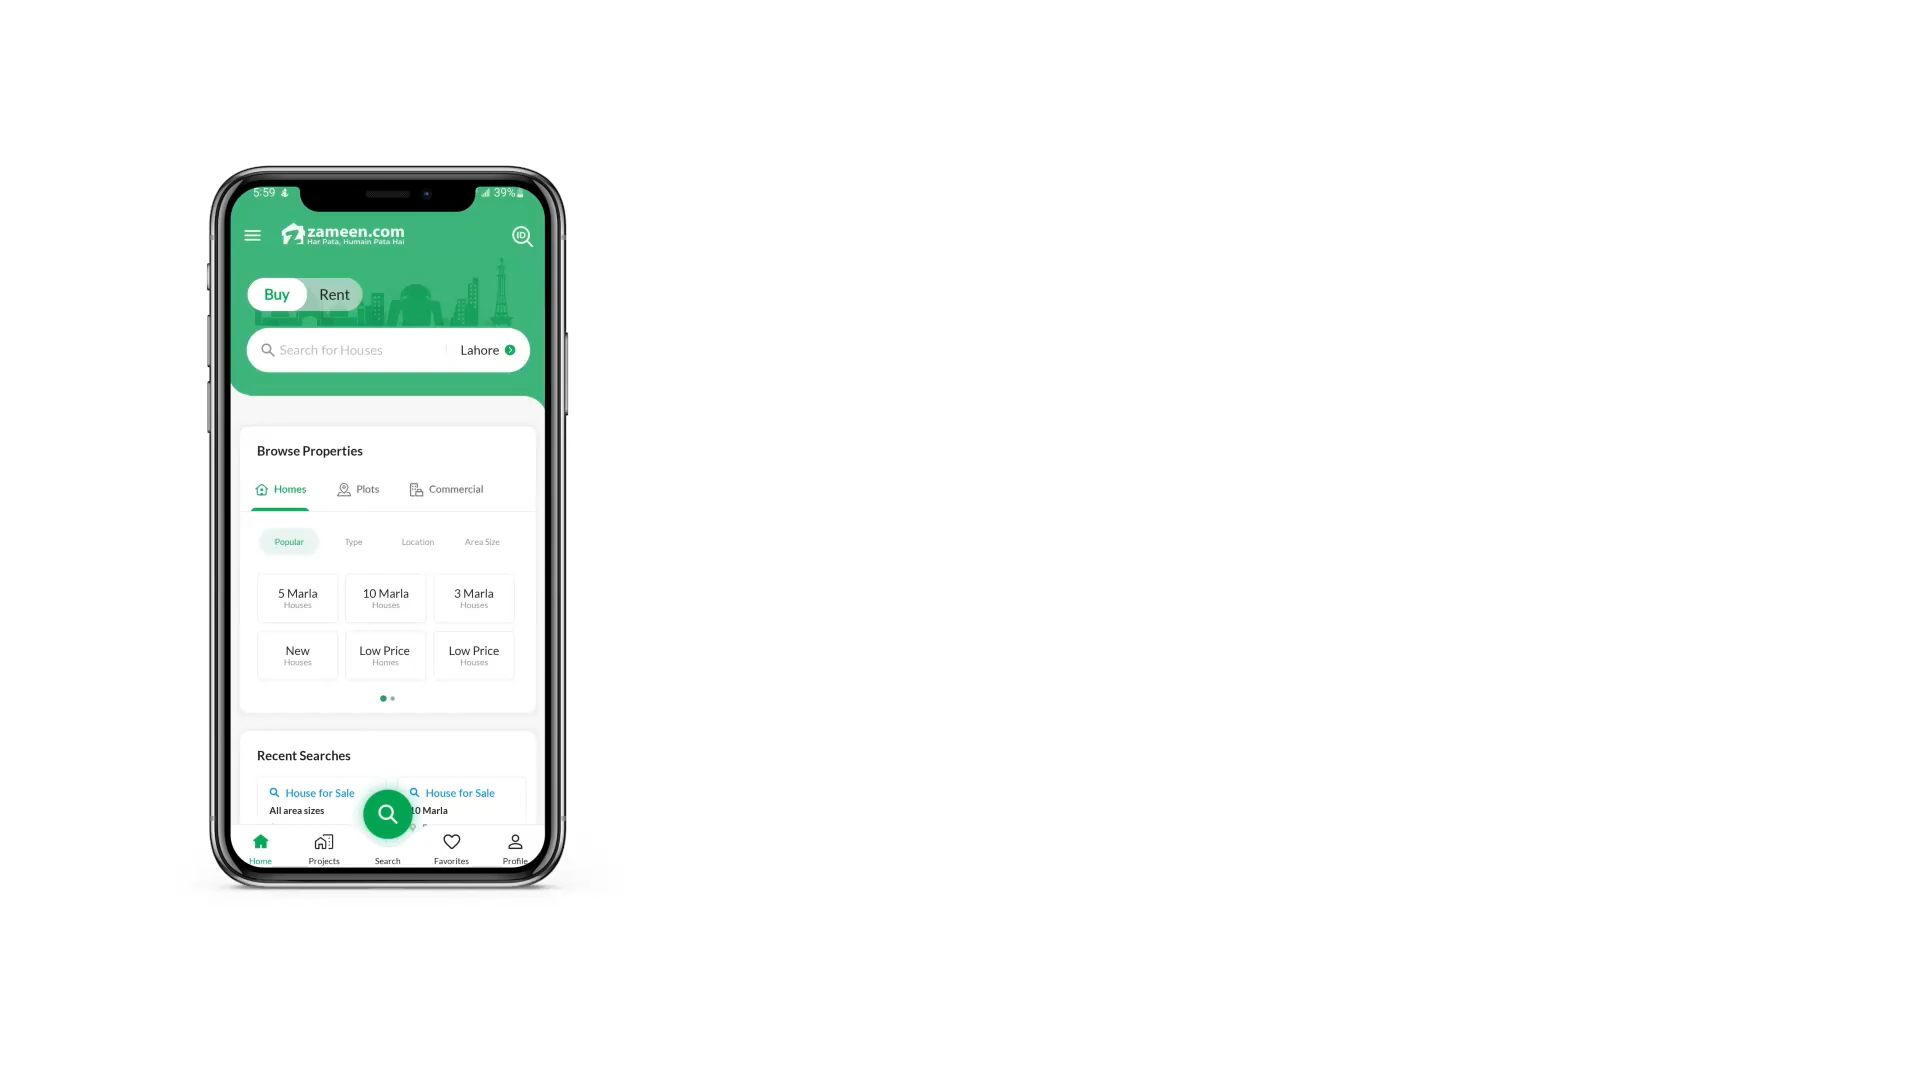 5:59
39%
zameen.com
Har Pata, Humain Pata Hai
ID
Buy Rent
Search for Houses Lahore
Browse Properties
Homes Plots Commercial
Popular Type Location Area Size
5 Marla 10 Marla 3 Marla
Houses Houses Houses
New Low Price Low Price
Houses Homes Houses
Recent Searches
House for Sale House for Sale
All area sizes 10 Marla
Home Projects Search Favorites Profile